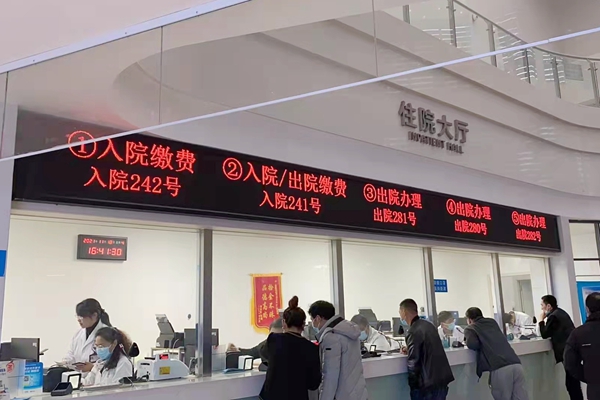 住院大厅
INPATIENT HALL
①入院缴费
入院242号
②入院/出院缴费
入院241号
③出院办理
出院281号
④出院办理
出院280号
⑤出院办理
出院282号
16:41:30